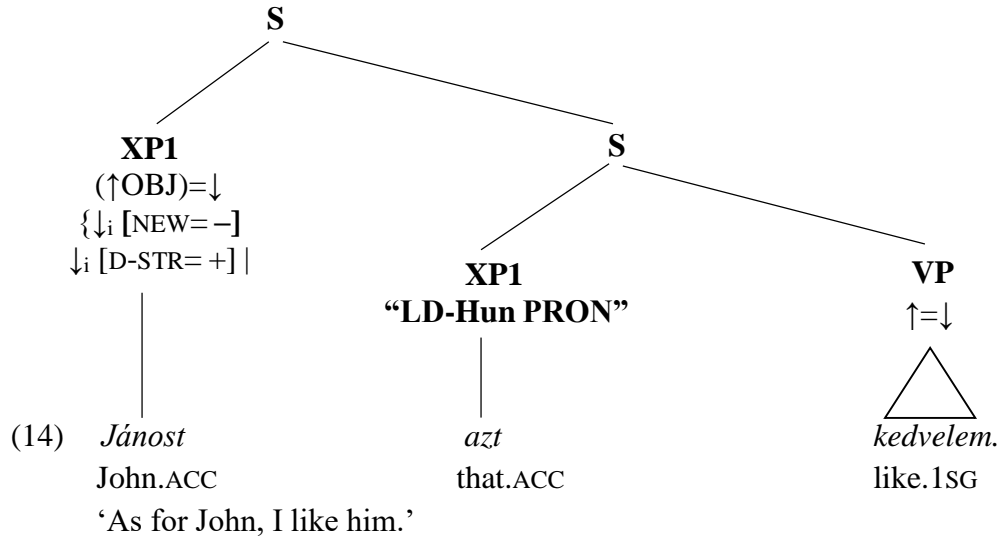 S
XP1
(↑OBJ)=↓
{↓i [NEW= –]
↓i [D-STR= +] |
S
XP1
“LD-Hun PRON”
VP
↑=↓
(14) Jánost azt kedvelem.
John.ACC that.ACC like.1SG
‘As for John, I like him.’